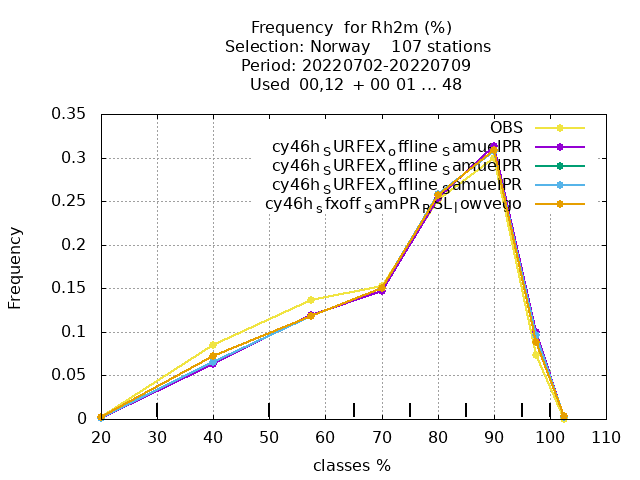 Frequency for Rh2m (%)
Selection: Norway 107 stations
Period: 20220702-20220709
Used 00,12 + 00 01 ... 48
0.35
0.3
0.25
0.2
0.15
0.1
0.05
0
Frequency
OBS
cy46h_SURFEX_offline_SamuelPR
cy46h_SURFEX_offline_SamuelPR
cy46h_SURFEX_offline_SamuelPR
cy46h_sfxoff_SamPR_RSL_lowvego
20 30 40 50 60 70 80 90 100 110
classes %